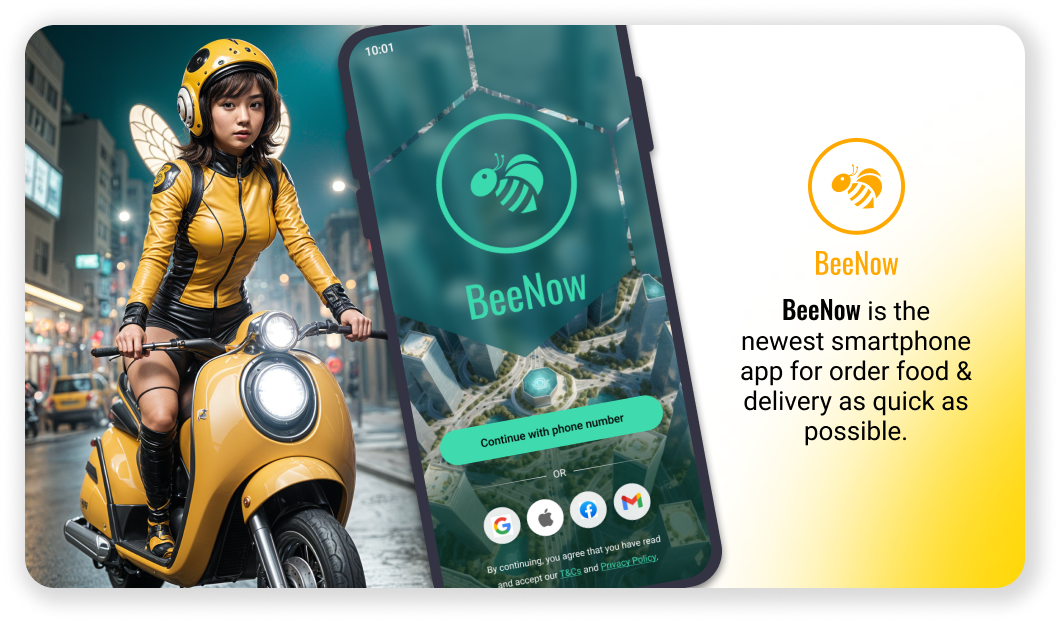 10:01
BeeNow
Continue with phone number
OR
By continuing, you agree that you have read
and accept our T&Cs and Privacy Policy.
BeeNow
BeeNow is the
newest smartphone
app for order food &
delivery as quick as
possible.